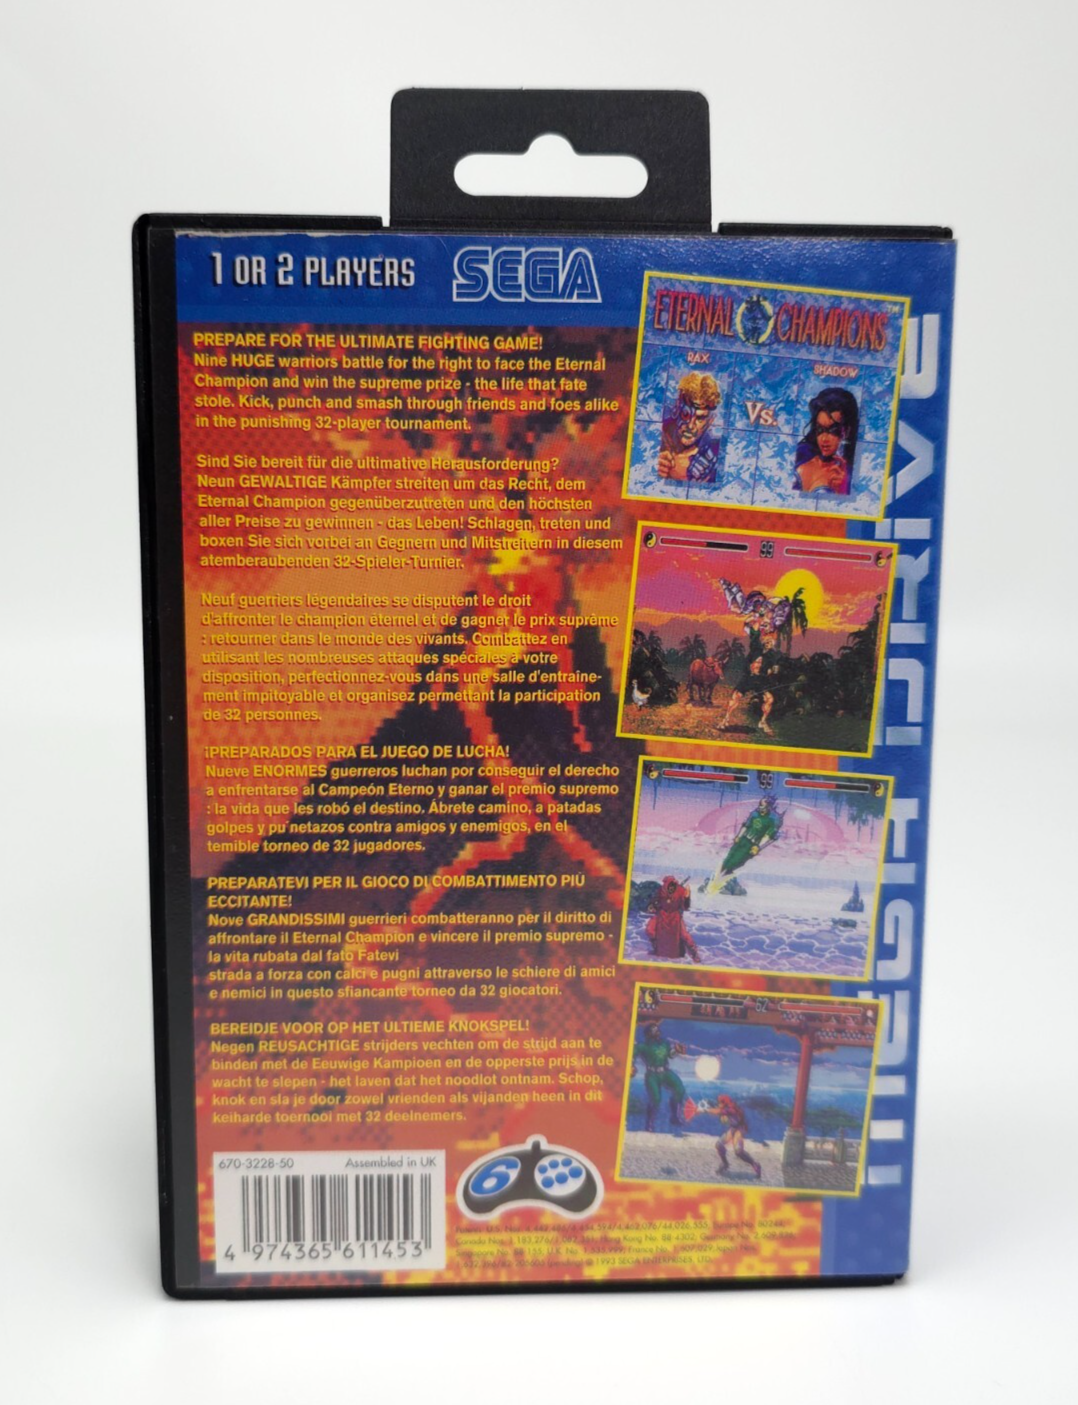 1 OR 2 PLAYERS
SEGA
PREPARE FOR THE ULTIMATE FIGHTING GAME!
Nine HUGE warriors battle for the right to face the Eternal
Champion and win the supreme prize - the life that fate
stole. Kick, punch and smash through friends and foes alike
in the punishing 32-player tournament.
Sind Sie bereit für die ultimative Herausforderung?
Neun GEWALTIGE Kämpfer streiten um das Recht, dem
Eternal Champion gegenüberzutreten und den höchsten
aller Preise zu gewinnen - das Leben! Schlagen, treten und
boxen Sie sich vorbei an Gegnern und Mitstreitern in diesem
atemberaubenden 32-Spieler-Turnier.
Neuf guerriers légendaires se disputent le droit
d'affronter le champion éternel et de gagner le prix suprème
: retourner dans le monde des vivants. Combattez en
utilisant les nombreuses attaques spéciales à votre
disposition, perfectionnez-vous dans une salle d'entraîne-
ment impitoyable et organisez permettant la participation
de 32 personnes.
¡PREPARADOS PARA EL JUEGO DE LUCHA!
Nueve ENORMES guerreros luchan por conseguir el derecho
a enfrentarse al Campeón Eterno y ganar el premio supremo
: la vida que les robó el destino. Ábrete camino, a patadas
golpes y pu netazos contra amigos y enemigos, en el
temible torneo de 32 jugadores.
PREPARATEVI PER IL GIOCO DI COMBATTIMENTO PIÙ
ECCITANTE!
Nove GRANDISSIMI guerrieri combatteranno per il diritto di
affrontare il Eternal Champion e vincere il premio supremo -
la vita rubata dal fato Fatevi
strada a forza con calci e pugni attraverso le schiere di amici
e nemici in questo sfiancante torneo da 32 giocatori.
BEREIDJE VOOR OP HET ULTIEME KNOKSPEL!
Negen REUSACHTIGE strijders vechten om de strijd aan te
binden met de Eeuwige Kampioen en de opperste prijs in de
wacht te slepen - het laven dat het noodlot ontnam. Schop,
knok en sla je door zowel vrienden als vijanden heen in dit
keiharde toernooi met 32 deelnemers.
670-3228-50 Assembled in UK
4 974365 611453
6
© 1993 SEGA ENTERPRISES, LTD.
ETERNAL CHAMPIONS™
RAX
SHADOW
Vs.
99
99
62
MEGA DRIVE